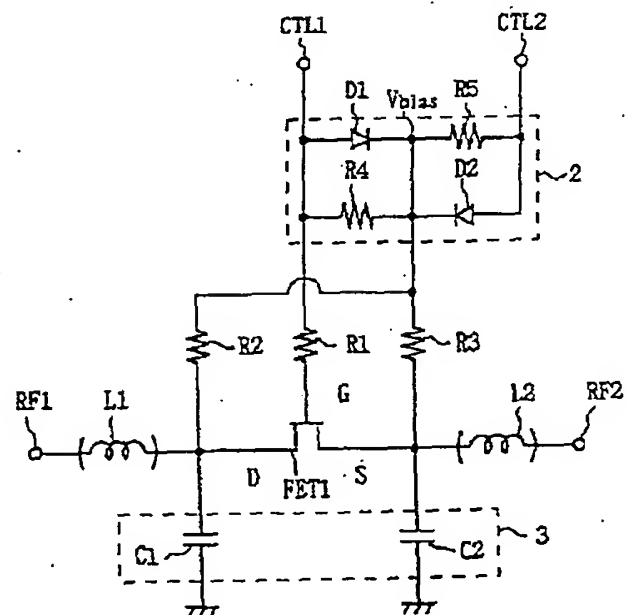 CTL1 CTL2
D1 Vbias R5
R4 D2 2
R2 R1 R3
G
RF1 L1 L2 RF2
D FET1 S
C1 C2 3